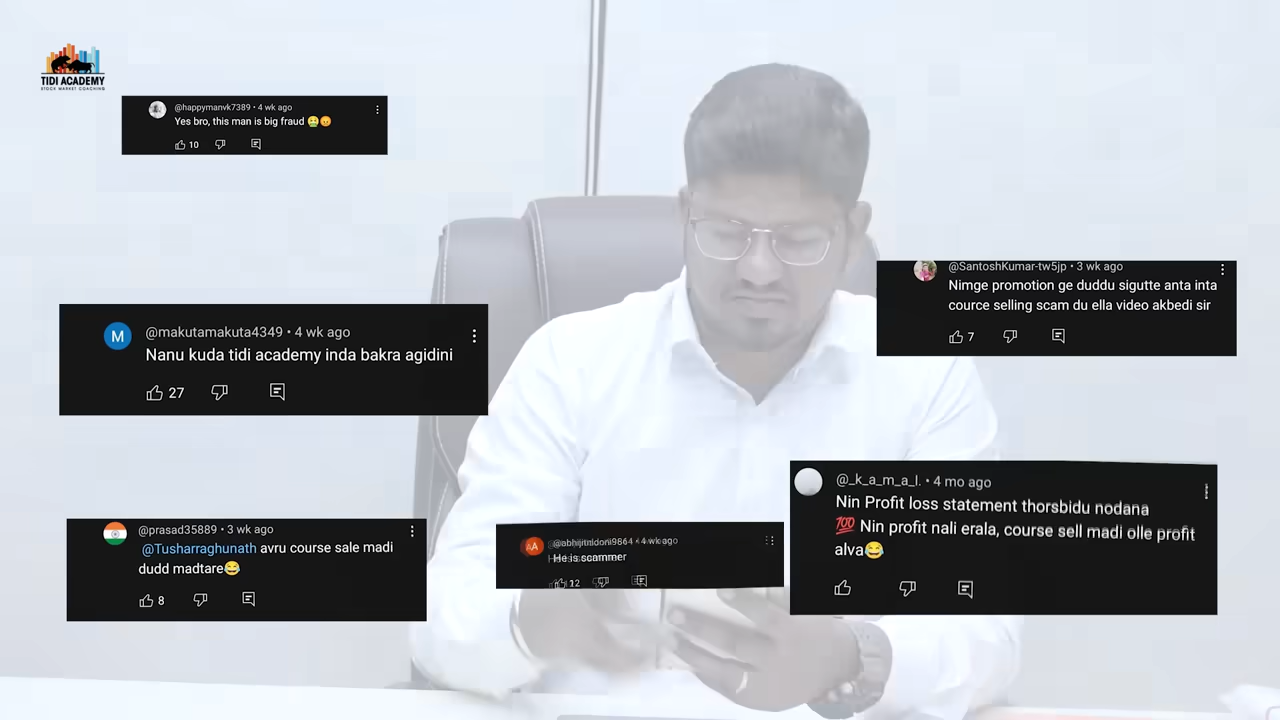 TIDI ACADEMY
STOCK MARKET COACHING
@happymanvk7389 • 4 wk ago
Yes bro, this man is big fraud 🤮😡
10
@SantoshKumar-tw5jp • 3 wk ago
Nimge promotion ge duddu sigutte anta inta
cource selling scam du ella video akbedi sir
7
M
@makutamakuta4349 • 4 wk ago
Nanu kuda tidi academy inda bakra agidini
27
@_k_a_m_a_l. • 4 mo ago
Nin Profit loss statement thorsbidu nodana
💯 Nin profit nali erala, course sell madi olle profit
alva😂
@prasad35889 • 3 wk ago
@Tusharraghunath avru course sale madi
dudd madtare😂
8
4 wk ago
He is scammer
12